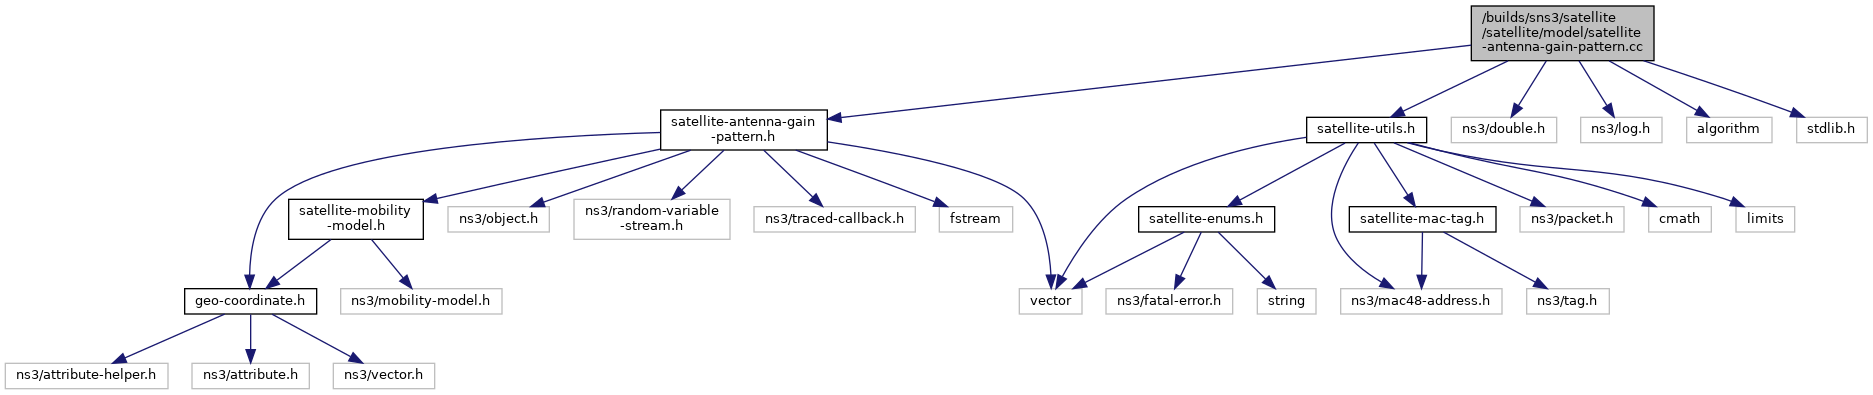 /builds/sns3/satellite
/satellite/model/satellite
-antenna-gain-pattern.cc
satellite-antenna-gain
-pattern.h
satellite-utils.h
ns3/double.h
ns3/log.h
algorithm
stdlib.h
satellite-mobility
-model.h
ns3/object.h
ns3/random-variable
-stream.h
ns3/traced-callback.h
fstream
satellite-enums.h
satellite-mac-tag.h
ns3/packet.h
cmath
limits
geo-coordinate.h
ns3/mobility-model.h
vector
ns3/fatal-error.h
string
ns3/mac48-address.h
ns3/tag.h
ns3/attribute-helper.h
ns3/attribute.h
ns3/vector.h